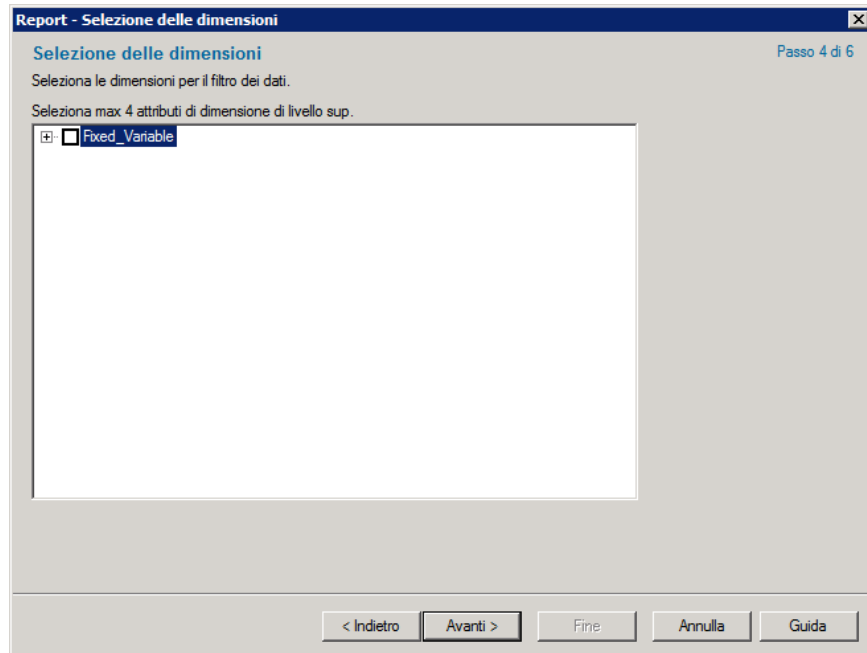 Report - Selezione delle dimensioni
Selezione delle dimensioni
Passo 4 di 6
Seleziona le dimensioni per il filtro dei dati.
Seleziona max 4 attributi di dimensione di livello sup.
Fixed_Variable
< Indietro
Avanti >
Fine
Annulla
Guida